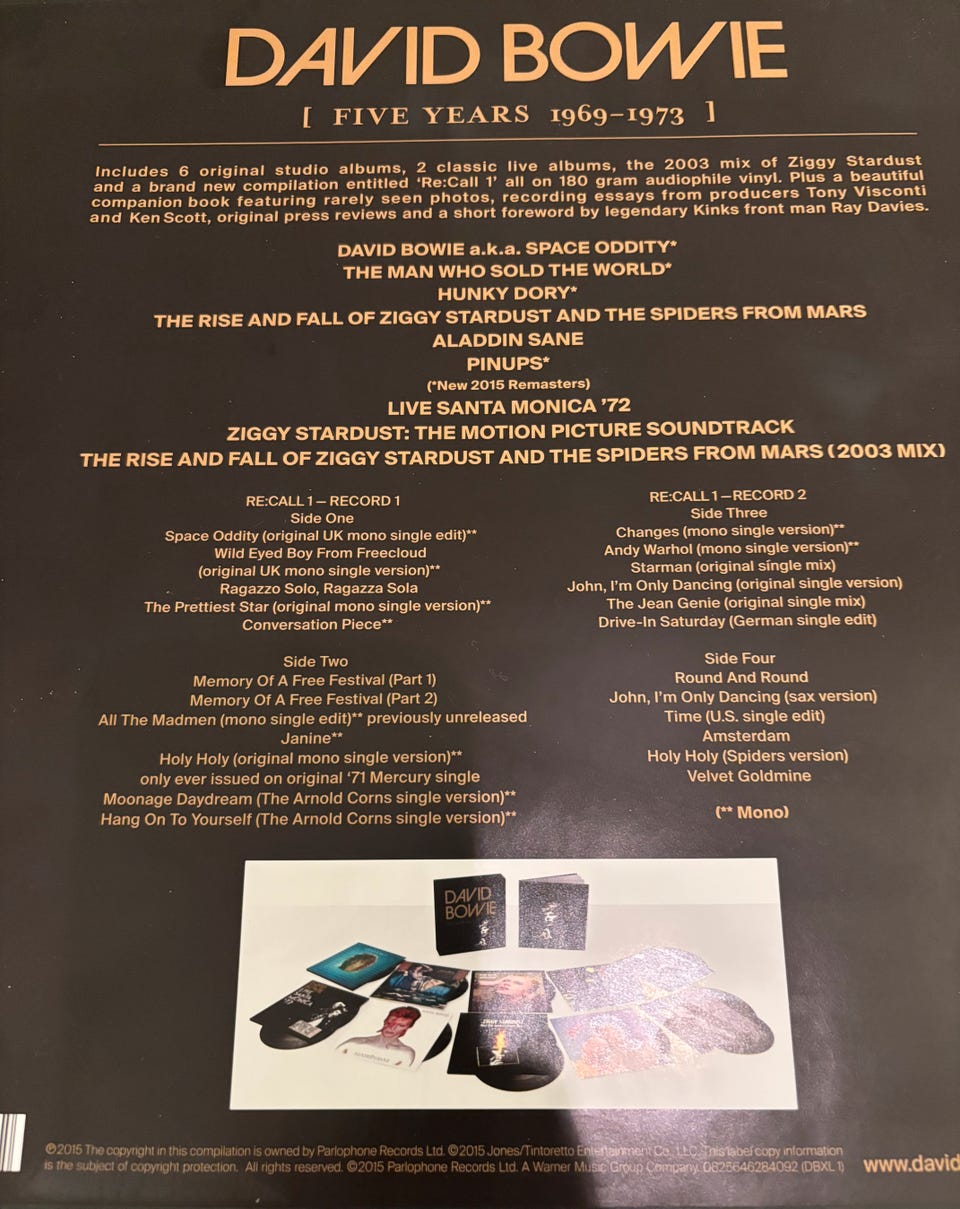 DAVID BOWIE
[ FIVE YEARS 1969–1973 ]
Includes 6 original studio albums, 2 classic live albums, the 2003 mix of Ziggy Stardust
and a brand new compilation entitled ‘Re:Call 1’ all on 180 gram audiophile vinyl. Plus a beautiful
companion book featuring rarely seen photos, recording essays from producers Tony Visconti
and Ken Scott, original press reviews and a short foreword by legendary Kinks front man Ray Davies.
DAVID BOWIE a.k.a. SPACE ODDITY*
THE MAN WHO SOLD THE WORLD*
HUNKY DORY*
THE RISE AND FALL OF ZIGGY STARDUST AND THE SPIDERS FROM MARS
ALADDIN SANE
PINUPS*
(*New 2015 Remasters)
LIVE SANTA MONICA ’72
ZIGGY STARDUST: THE MOTION PICTURE SOUNDTRACK
THE RISE AND FALL OF ZIGGY STARDUST AND THE SPIDERS FROM MARS (2003 MIX)
RE:CALL 1 – RECORD 1
Side One
Space Oddity (original UK mono single edit)**
Wild Eyed Boy From Freecloud
(original UK mono single version)**
Ragazzo Solo, Ragazza Sola
The Prettiest Star (original mono single version)**
Conversation Piece**
Side Two
Memory Of A Free Festival (Part 1)
Memory Of A Free Festival (Part 2)
All The Madmen (mono single edit)** previously unreleased
Janine**
Holy Holy (original mono single version)**
only ever issued on original ‘71 Mercury single
Moonage Daydream (The Arnold Corns single version)**
Hang On To Yourself (The Arnold Corns single version)**
RE:CALL 1 – RECORD 2
Side Three
Changes (mono single version)**
Andy Warhol (mono single version)**
Starman (original single mix)
John, I’m Only Dancing (original single version)
The Jean Genie (original single mix)
Drive-In Saturday (German single edit)
Side Four
Round And Round
John, I’m Only Dancing (sax version)
Time (U.S. single edit)
Amsterdam
Holy Holy (Spiders version)
Velvet Goldmine
(** Mono)
DAVID
BOWIE
ZIGGY STARDUST
℗2015 The copyright in this compilation is owned by Parlophone Records Ltd. ©2015 Jones/Tintoretto Entertainment Co., LLC. This label copy information
is the subject of copyright protection. All rights reserved. ©2015 Parlophone Records Ltd. A Warner Music Group Company. 0825646284092 (DBXL 1)
www.david